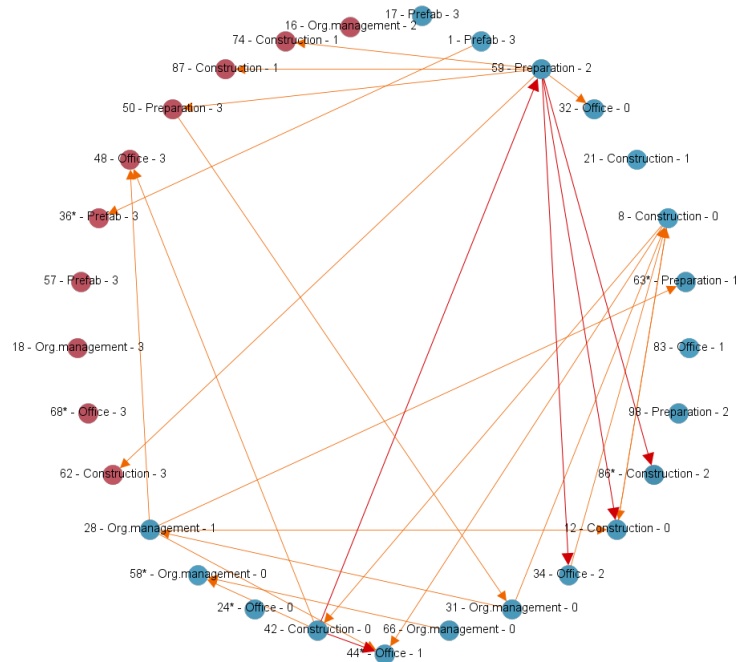 17 - Prefab - 3
16 - Org.management - 2
74 - Construction - 1
1 - Prefab - 3
87 - Construction - 1
59 - Preparation - 2
50 - Preparation - 3
32 - Office - 0
48 - Office - 3
21 - Construction - 1
36* - Prefab - 3
8 - Construction - 0
57 - Prefab - 3
63* - Preparation - 1
18 - Org.management - 3
83 - Office - 1
68* - Office - 3
98 - Preparation - 2
62 - Construction - 3
86* - Construction - 2
28 - Org.management - 1
12 - Construction - 0
58* - Org.management - 0
34 - Office - 2
24* - Office - 0
31 - Org.management - 0
42 - Construction - 0
66 - Org.management - 0
44* - Office - 1